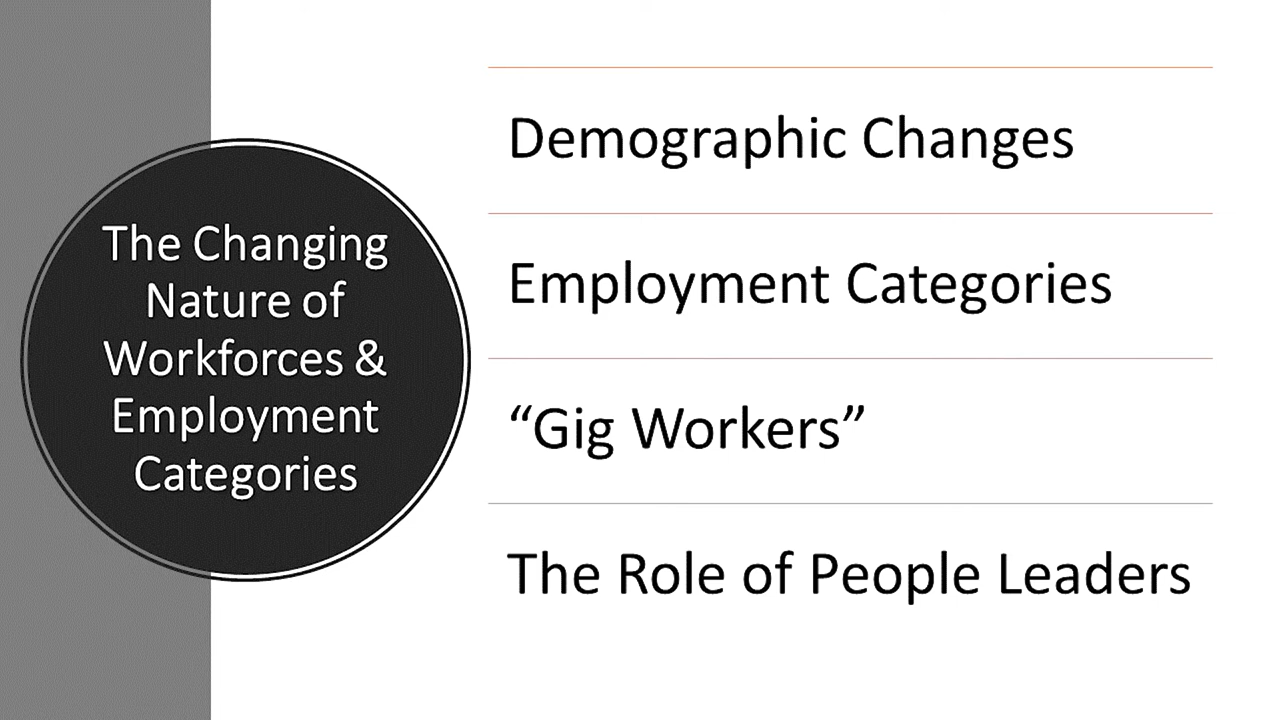 The Changing
Nature of
Workforces &
Employment
Categories
Demographic Changes
Employment Categories
“Gig Workers”
The Role of People Leaders